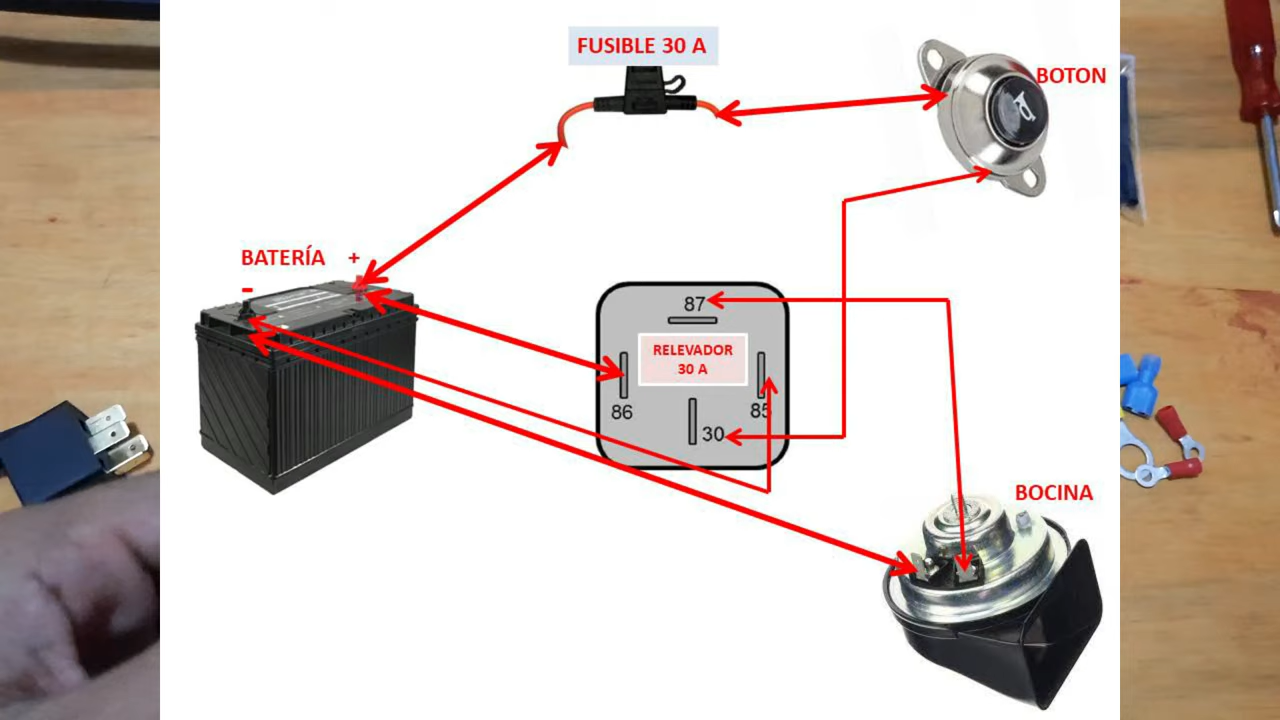 FUSIBLE 30 A
BOTON
BATERÍA +
-
87
RELEVADOR
30 A
86
85
30
BOCINA